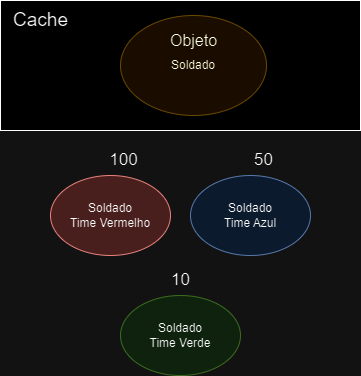 Cache
Objeto
Soldado
100
50
Soldado
Time Vermelho
Soldado
Time Azul
10
Soldado
Time Verde